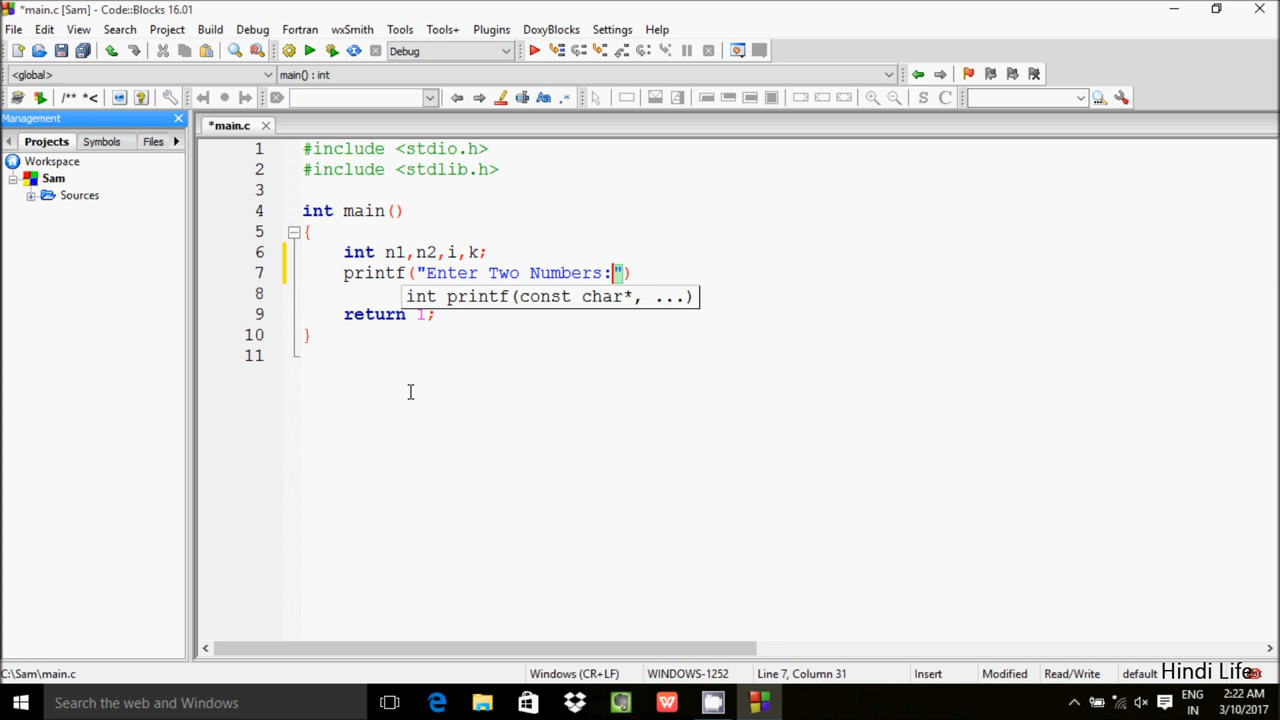 *main.c [Sam] - Code::Blocks 16.01
File Edit View Search Project Build Debug Fortran wxSmith Tools Tools+ Plugins DoxyBlocks Settings Help
Debug
<global> main() : int
/** *<
Management
*main.c
Projects Symbols Files
Workspace
Sam
Sources
1 #include <stdio.h>
2 #include <stdlib.h>
3
4 int main()
5 {
6 int n1,n2,i,k;
7 printf("Enter Two Numbers:")
8 int printf(const char*, ...)
9 return 1;
10 }
11
C:\Sam\main.c Windows (CR+LF) WINDOWS-1252 Line 7, Column 31 Insert Modified Read/Write default
Hindi Life
Search the web and Windows
ENG 2:22 AM
IN 3/10/2017